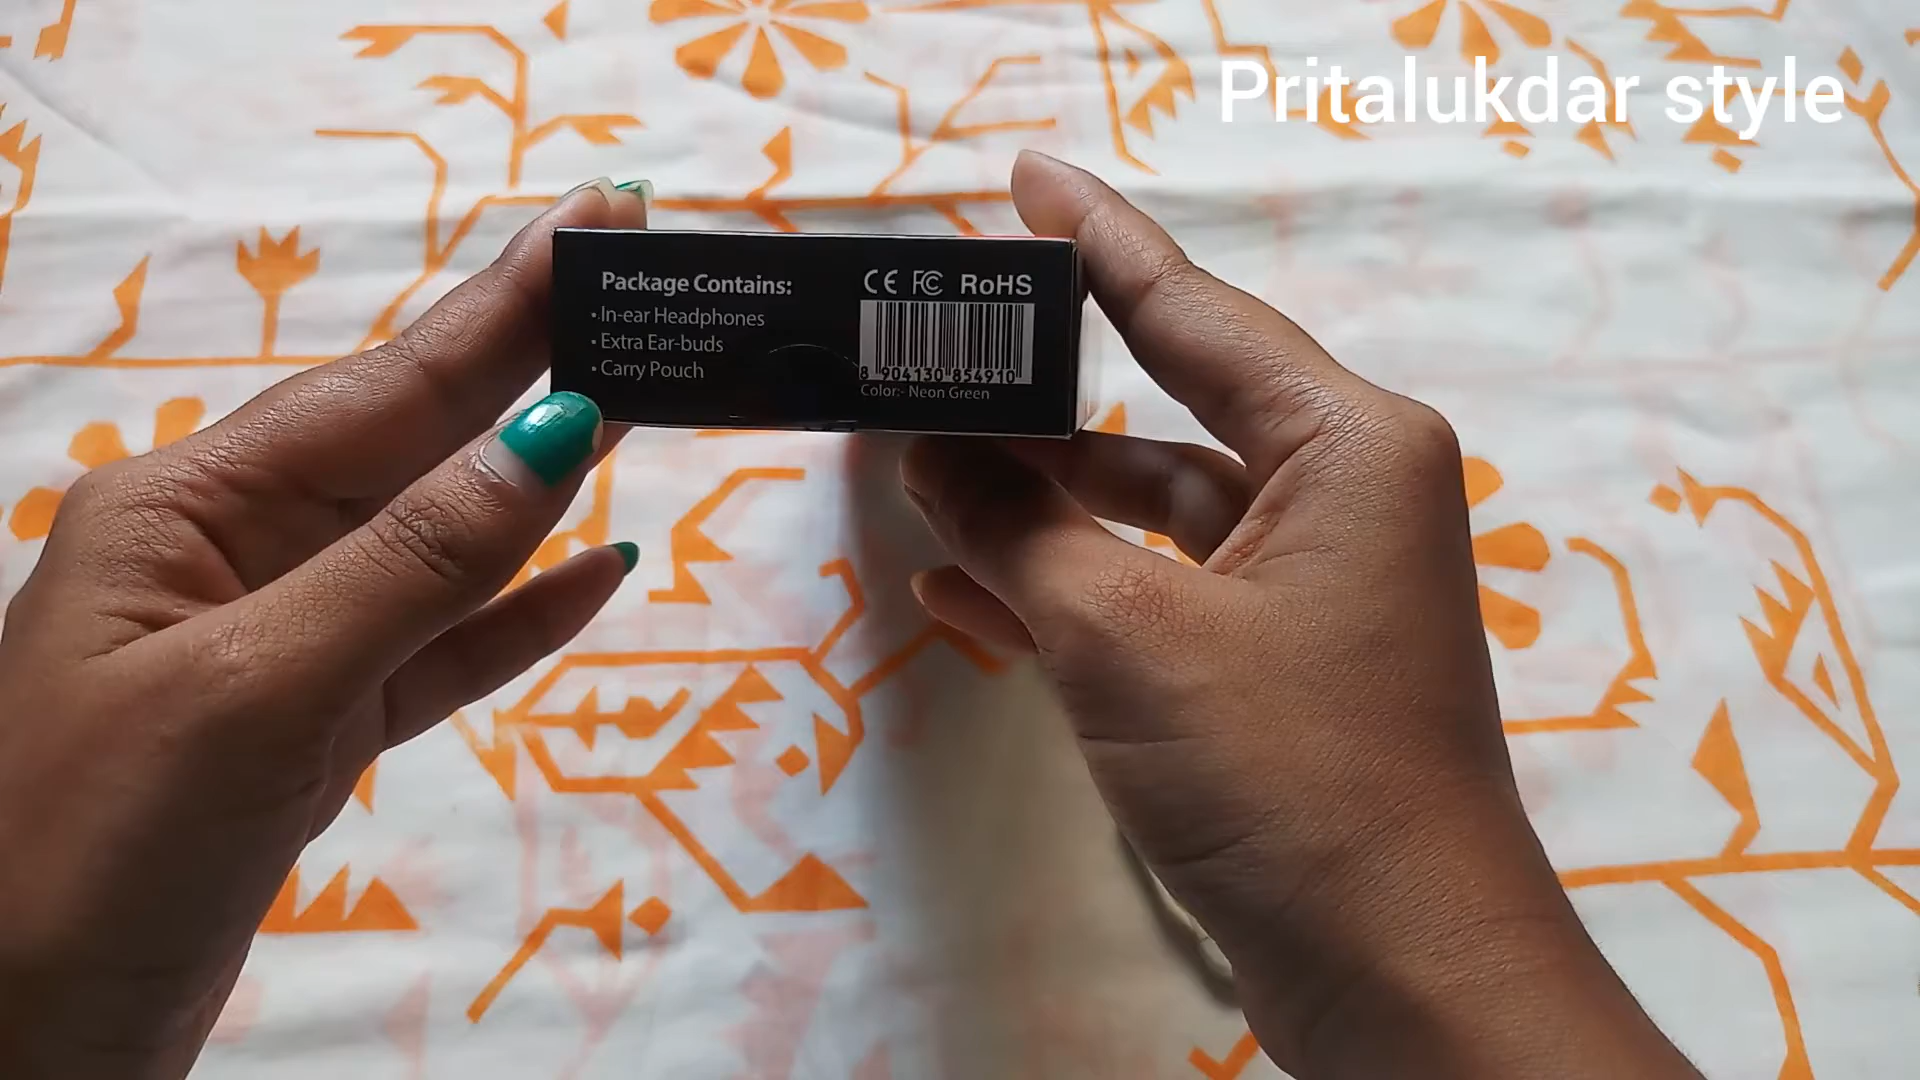 Pritalukdar style
Package Contains:
• In-ear Headphones
• Extra Ear-buds
• Carry Pouch
CE FC RoHS
8 904130 854910
Color:- Neon Green